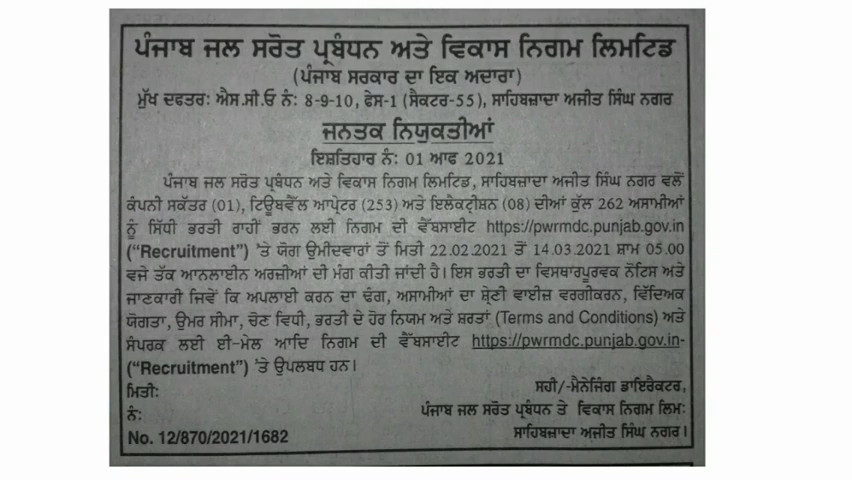 ਪੰਜਾਬ ਜਲ ਸਰੋਤ ਪ੍ਰਬੰਧਨ ਅਤੇ ਵਿਕਾਸ ਨਿਗਮ ਲਿਮਟਿਡ
(ਪੰਜਾਬ ਸਰਕਾਰ ਦਾ ਇਕ ਅਦਾਰਾ)
ਮੁੱਖ ਦਫਤਰ: ਐਸ.ਸੀ.ਓ ਨੰ: 8-9-10, ਫੇਸ-1 (ਸੈਕਟਰ-55), ਸਾਹਿਬਜ਼ਾਦਾ ਅਜੀਤ ਸਿੰਘ ਨਗਰ
ਜਨਤਕ ਨਿਯੁਕਤੀਆਂ
ਇਸ਼ਤਿਹਾਰ ਨੰ: 01 ਆਫ 2021
ਪੰਜਾਬ ਜਲ ਸਰੋਤ ਪ੍ਰਬੰਧਨ ਅਤੇ ਵਿਕਾਸ ਨਿਗਮ ਲਿਮਟਿਡ, ਸਾਹਿਬਜ਼ਾਦਾ ਅਜੀਤ ਸਿੰਘ ਨਗਰ ਵਲੋਂ
ਕੰਪਨੀ ਸਕੱਤਰ (01), ਟਿਊਬਵੈੱਲ ਆਪ੍ਰੇਟਰ (253) ਅਤੇ ਇਲੈਕਟ੍ਰੀਸ਼ਨ (08) ਦੀਆਂ ਕੁੱਲ 262 ਅਸਾਮੀਆਂ
ਨੂੰ ਸਿੱਧੀ ਭਰਤੀ ਰਾਹੀਂ ਭਰਨ ਲਈ ਨਿਗਮ ਦੀ ਵੈੱਬਸਾਈਟ https://pwrmdc.punjab.gov.in
("Recruitment") 'ਤੇ ਯੋਗ ਉਮੀਦਵਾਰਾਂ ਤੋਂ ਮਿਤੀ 22.02.2021 ਤੋਂ 14.03.2021 ਸ਼ਾਮ 05.00
ਵਜੇ ਤੱਕ ਆਨਲਾਈਨ ਅਰਜ਼ੀਆਂ ਦੀ ਮੰਗ ਕੀਤੀ ਜਾਂਦੀ ਹੈ। ਇਸ ਭਰਤੀ ਦਾ ਵਿਸਥਾਰਪੂਰਵਕ ਨੋਟਿਸ ਅਤੇ
ਜਾਣਕਾਰੀ ਜਿਵੇਂ ਕਿ ਅਪਲਾਈ ਕਰਨ ਦਾ ਢੰਗ, ਅਸਾਮੀਆਂ ਦਾ ਸ਼੍ਰੇਣੀ ਵਾਈਜ਼ ਵਰਗੀਕਰਨ, ਵਿੱਦਿਅਕ
ਯੋਗਤਾ, ਉਮਰ ਸੀਮਾ, ਚੋਣ ਵਿਧੀ, ਭਰਤੀ ਦੇ ਹੋਰ ਨਿਯਮ ਅਤੇ ਸ਼ਰਤਾਂ (Terms and Conditions) ਅਤੇ
ਸੰਪਰਕ ਲਈ ਈ-ਮੇਲ ਆਦਿ ਨਿਗਮ ਦੀ ਵੈੱਬਸਾਈਟ https://pwrmdc.punjab.gov.in-
("Recruitment") 'ਤੇ ਉਪਲਬਧ ਹਨ।
ਮਿਤੀ:
ਸਹੀ/-ਮੈਨੇਜਿੰਗ ਡਾਇਰੈਕਟਰ,
ਨੰ:
ਪੰਜਾਬ ਜਲ ਸਰੋਤ ਪ੍ਰਬੰਧਨ ਤੇ ਵਿਕਾਸ ਨਿਗਮ ਲਿਮ:
No. 12/870/2021/1682
ਸਾਹਿਬਜ਼ਾਦਾ ਅਜੀਤ ਸਿੰਘ ਨਗਰ।